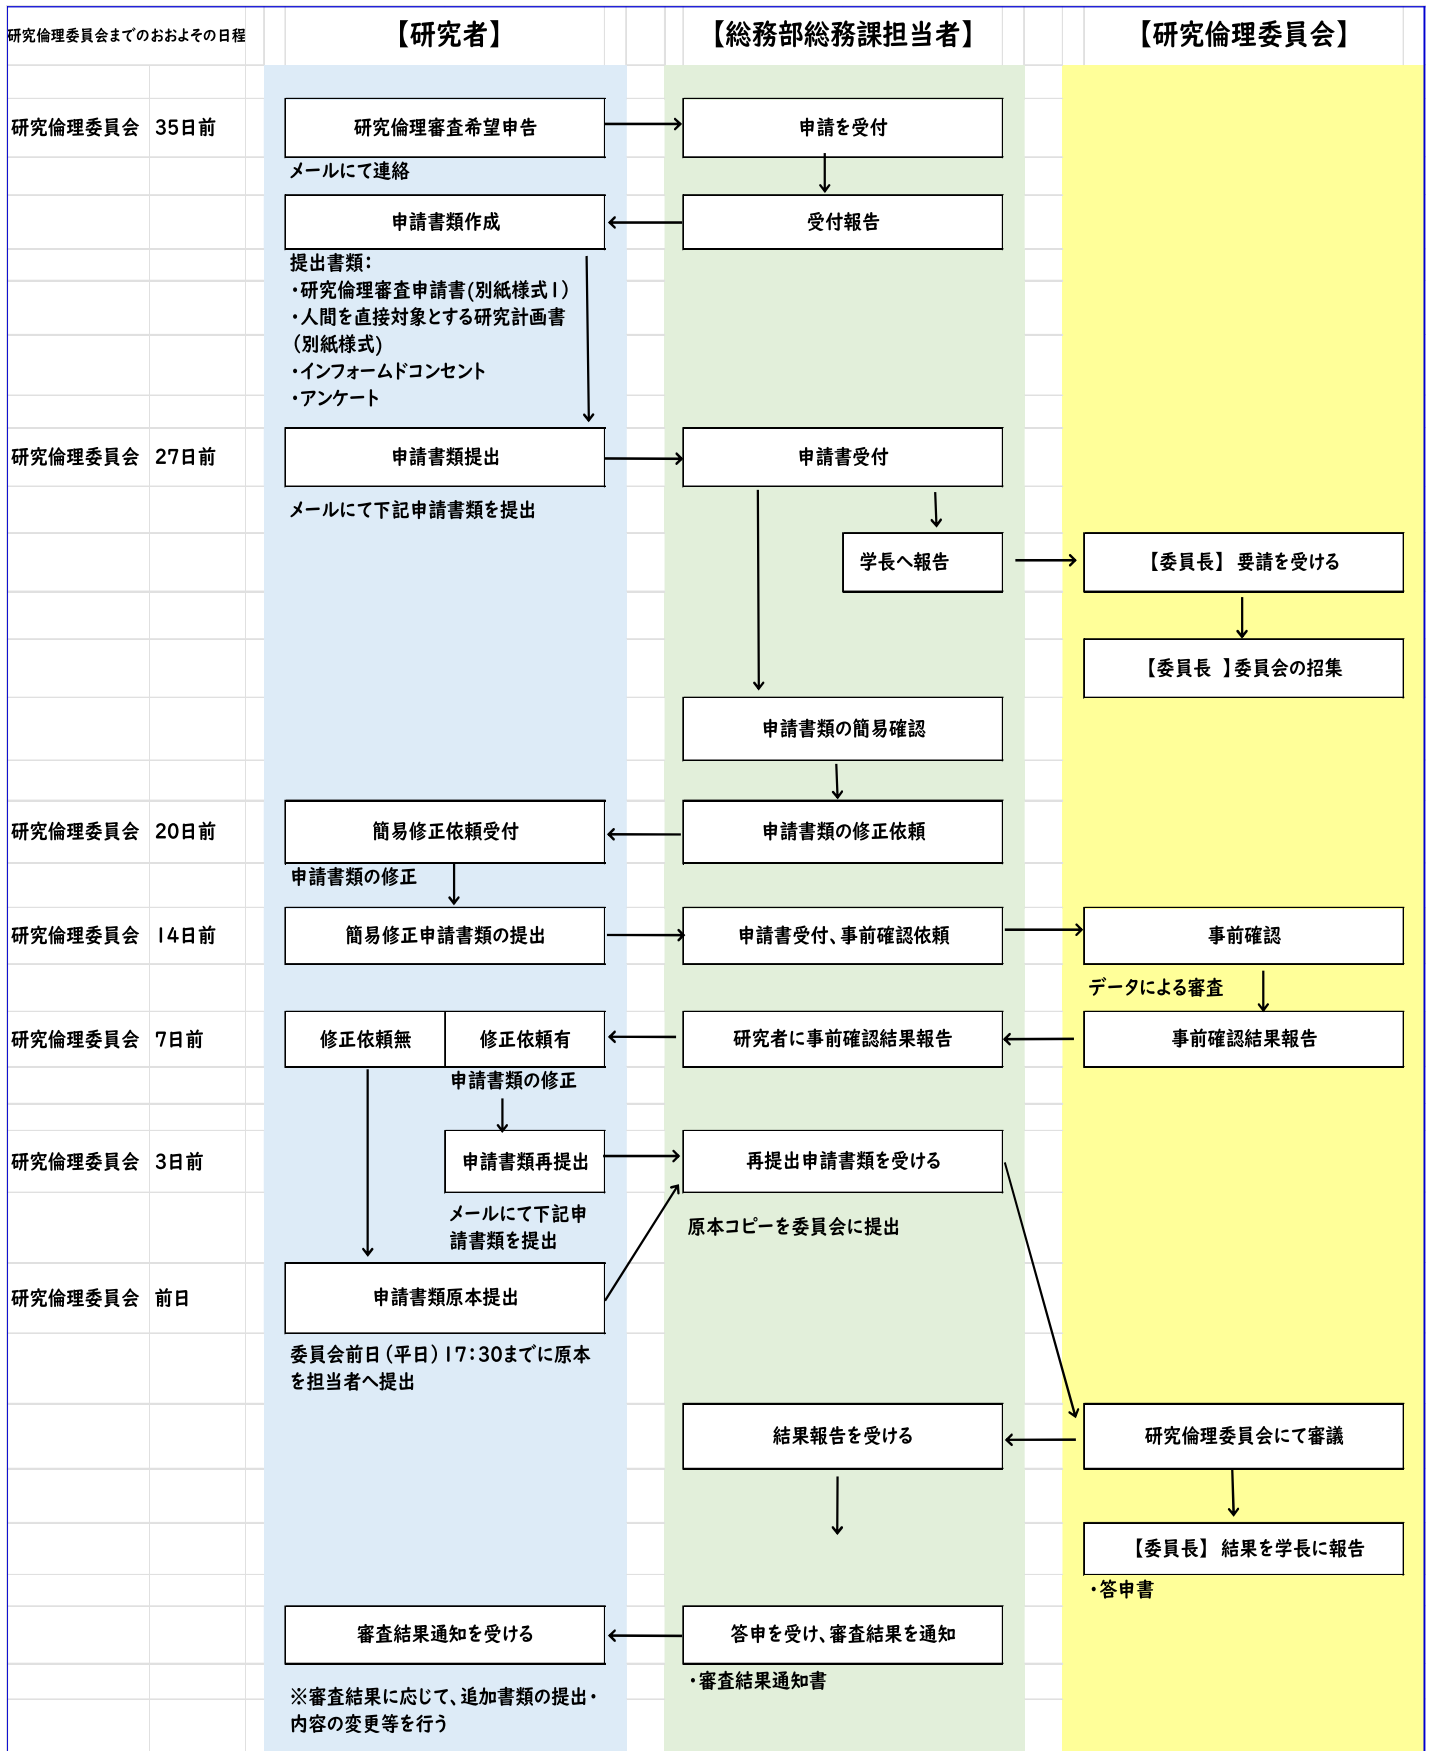 研究倫理委員会までのおおよその日程
【研究者】
【総務部総務課担当者】
【研究倫理委員会】
研究倫理委員会 35日前
研究倫理審査希望申告
申請を受付
メールにて連絡
申請書類作成
受付報告
提出書類：
・研究倫理審査申請書(別紙様式1)
・人間を直接対象とする研究計画書
（別紙様式)
・インフォームドコンセント
・アンケート
研究倫理委員会 27日前
申請書類提出
申請書受付
メールにて下記申請書類を提出
学長へ報告
【委員長】 要請を受ける
【委員長 】委員会の招集
申請書類の簡易確認
研究倫理委員会 20日前
簡易修正依頼受付
申請書類の修正依頼
申請書類の修正
研究倫理委員会 14日前
簡易修正申請書類の提出
申請書受付、事前確認依頼
事前確認
データによる審査
研究倫理委員会 7日前
修正依頼無
修正依頼有
研究者に事前確認結果報告
事前確認結果報告
申請書類の修正
研究倫理委員会 3日前
申請書類再提出
再提出申請書類を受ける
メールにて下記申
請書類を提出
原本コピーを委員会に提出
研究倫理委員会 前日
申請書類原本提出
委員会前日（平日）17：30までに原本
を担当者へ提出
結果報告を受ける
研究倫理委員会にて審議
【委員長】 結果を学長に報告
・答申書
審査結果通知を受ける
答申を受け、審査結果を通知
・審査結果通知書
※審査結果に応じて、追加書類の提出・
内容の変更等を行う